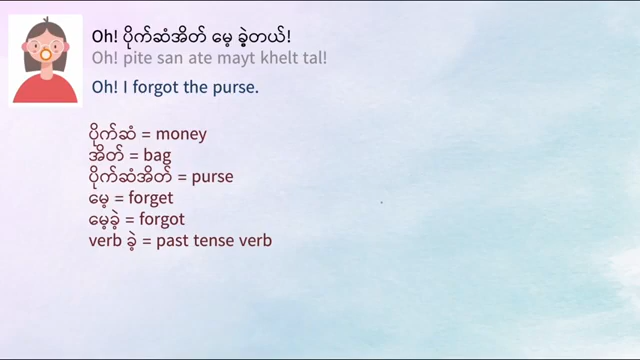 Oh! ပိုက်ဆံအိတ် မေ့ ခဲ့တယ်!
Oh! pite san ate mayt khelt tal!
Oh! I forgot the purse.
ပိုက်ဆံ = money
အိတ် = bag
ပိုက်ဆံအိတ် = purse
မေ့ = forget
မေ့ခဲ့ = forgot
verb ခဲ့ = past tense verb